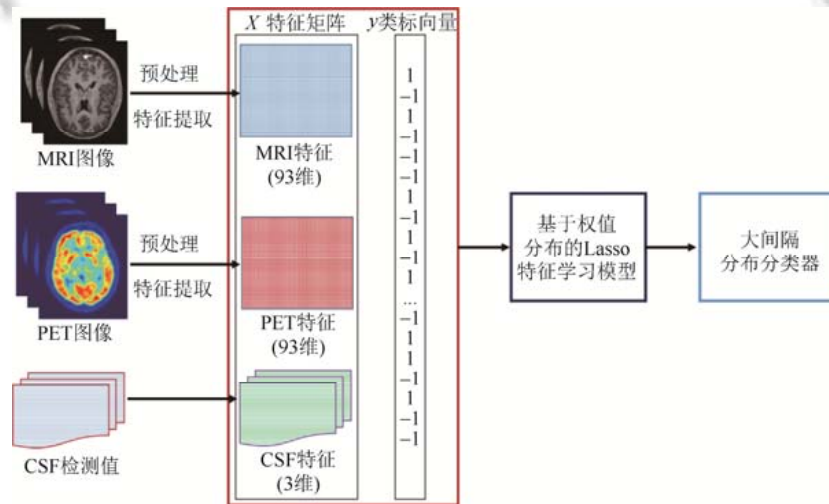 X 特征矩阵
y类标向量
预处理
特征提取
MRI图像
MRI特征
(93维)
预处理
特征提取
PET图像
PET特征
(93维)
CSF检测值
CSF特征
(3维)
1
-1
1
-1
-1
-1
1
-1
1
-1
1
...
-1
1
1
-1
1
-1
-1
基于权值
分布的Lasso
特征学习模型
大间隔
分布分类器